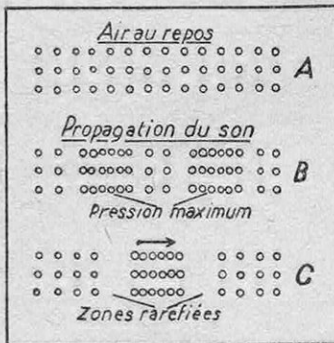 Air au repos
A
Propagation du son
B
Pression maximum
C
Zones raréfiées